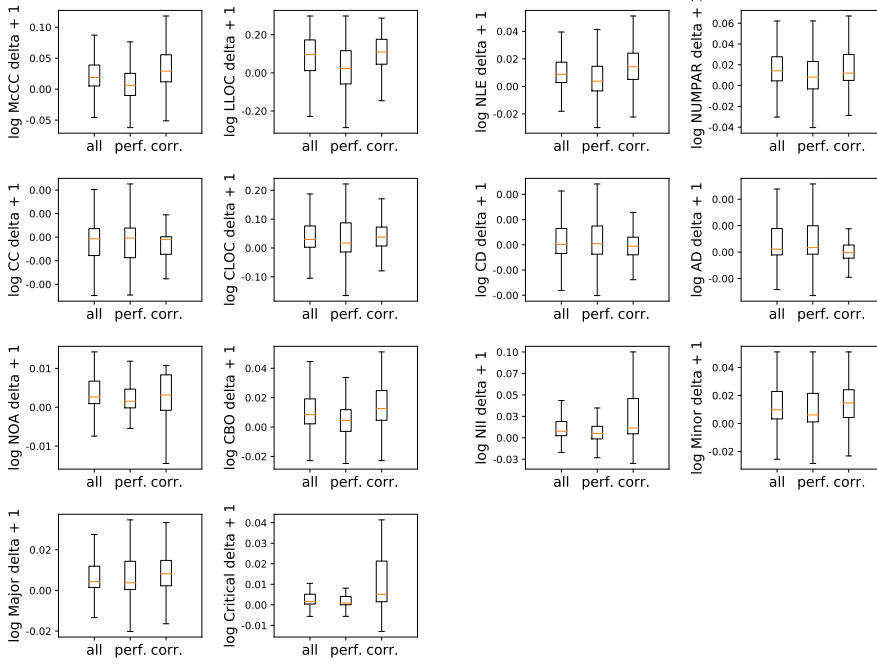 log McCC delta + 1
0.10
0.05
0.00
-0.05
all perf. corr.
log LLOC delta + 1
0.20
0.00
-0.20
all perf. corr.
log NLE delta + 1
0.04
0.02
0.00
-0.02
all perf. corr.
log NUMPAR delta +
0.06
0.04
0.02
0.00
-0.02
-0.04
all perf. corr.
log CC delta + 1
0.00
0.00
0.00
-0.00
-0.00
all perf. corr.
log CLOC delta + 1
0.20
0.10
0.00
-0.10
all perf. corr.
log CD delta + 1
0.00
0.00
0.00
-0.00
-0.00
all perf. corr.
log AD delta + 1
0.00
0.00
0.00
-0.00
all perf. corr.
log NOA delta + 1
0.01
0.00
-0.01
all perf. corr.
log CBO delta + 1
0.04
0.02
0.00
-0.02
all perf. corr.
log NII delta + 1
0.10
0.07
0.05
0.03
0.00
-0.03
all perf. corr.
log Minor delta + 1
0.04
0.02
0.00
-0.02
all perf. corr.
log Major delta + 1
0.02
0.00
-0.02
all perf. corr.
log Critical delta + 1
0.04
0.03
0.02
0.01
0.00
-0.01
all perf. corr.